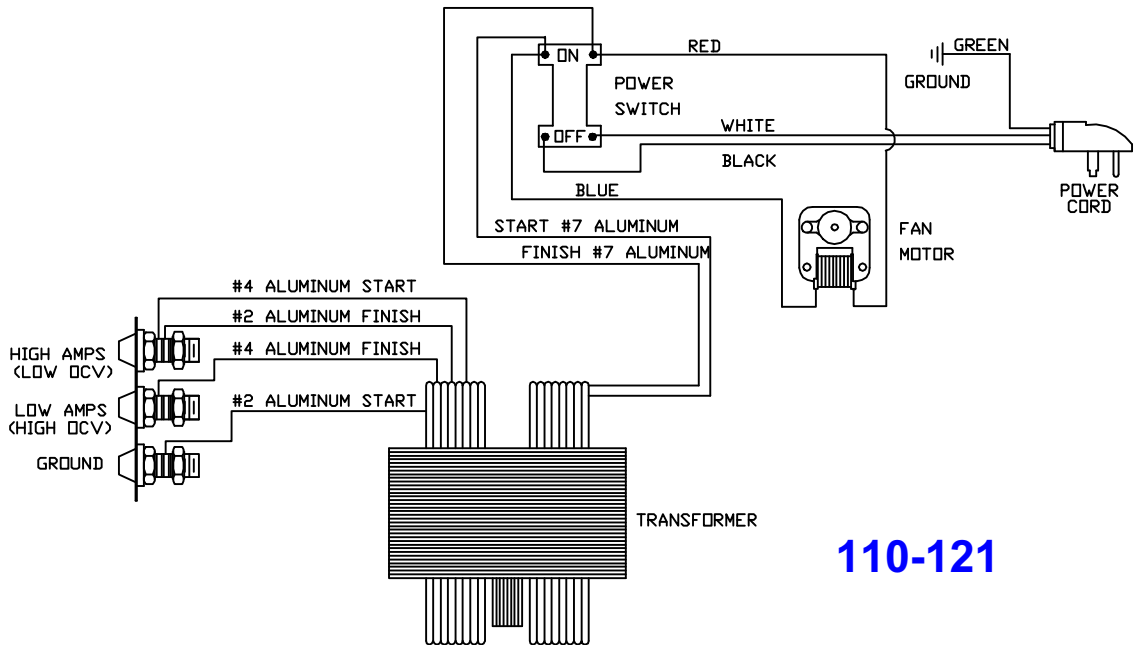 ON
RED
GREEN
GROUND
POWER
SWITCH
OFF
WHITE
BLACK
POWER
CORD
BLUE
START #7 ALUMINUM
FINISH #7 ALUMINUM
FAN
MOTOR
#4 ALUMINUM START
#2 ALUMINUM FINISH
#4 ALUMINUM FINISH
#2 ALUMINUM START
HIGH AMPS
(LOW OCV)
LOW AMPS
(HIGH OCV)
GROUND
TRANSFORMER
110-121